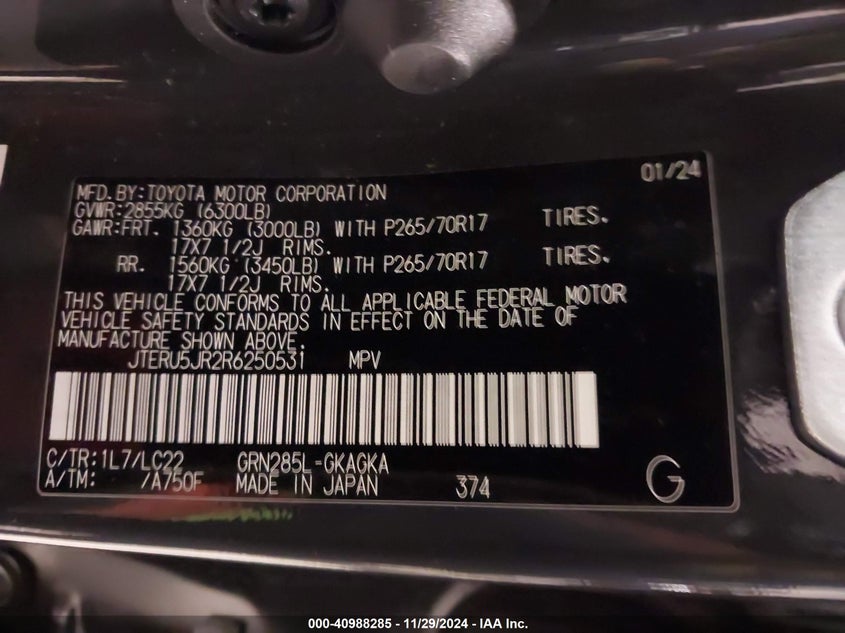 01/24
MFD.BY:TOYOTA MOTOR CORPORATION
GVWR:2855KG (6300LB)
GAWR:FRT. 1360KG (3000LB) WITH P265/70R17 TIRES.
17X7 1/2J RIMS.
RR. 1560KG (3450LB) WITH P265/70R17 TIRES.
17X7 1/2J RIMS.
THIS VEHICLE CONFORMS TO ALL APPLICABLE FEDERAL MOTOR
VEHICLE SAFETY STANDARDS IN EFFECT ON THE DATE OF
MANUFACTURE SHOWN ABOVE.
JTERU5JR2R6250531 MPV
C/TR:1L7/LC22 GRN285L-GKAGKA
A/TM: /A750F MADE IN JAPAN 374
G
000-40988285 - 11/29/2024 - IAA Inc.